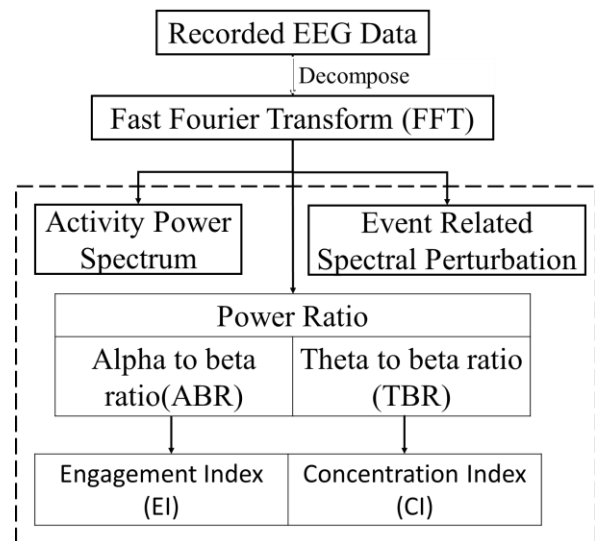 Recorded EEG Data
Decompose
Fast Fourier Transform (FFT)
Activity Power
Spectrum
Event Related
Spectral Perturbation
Power Ratio
Alpha to beta
ratio(ABR)
Theta to beta ratio
(TBR)
Engagement Index
(EI)
Concentration Index
(CI)